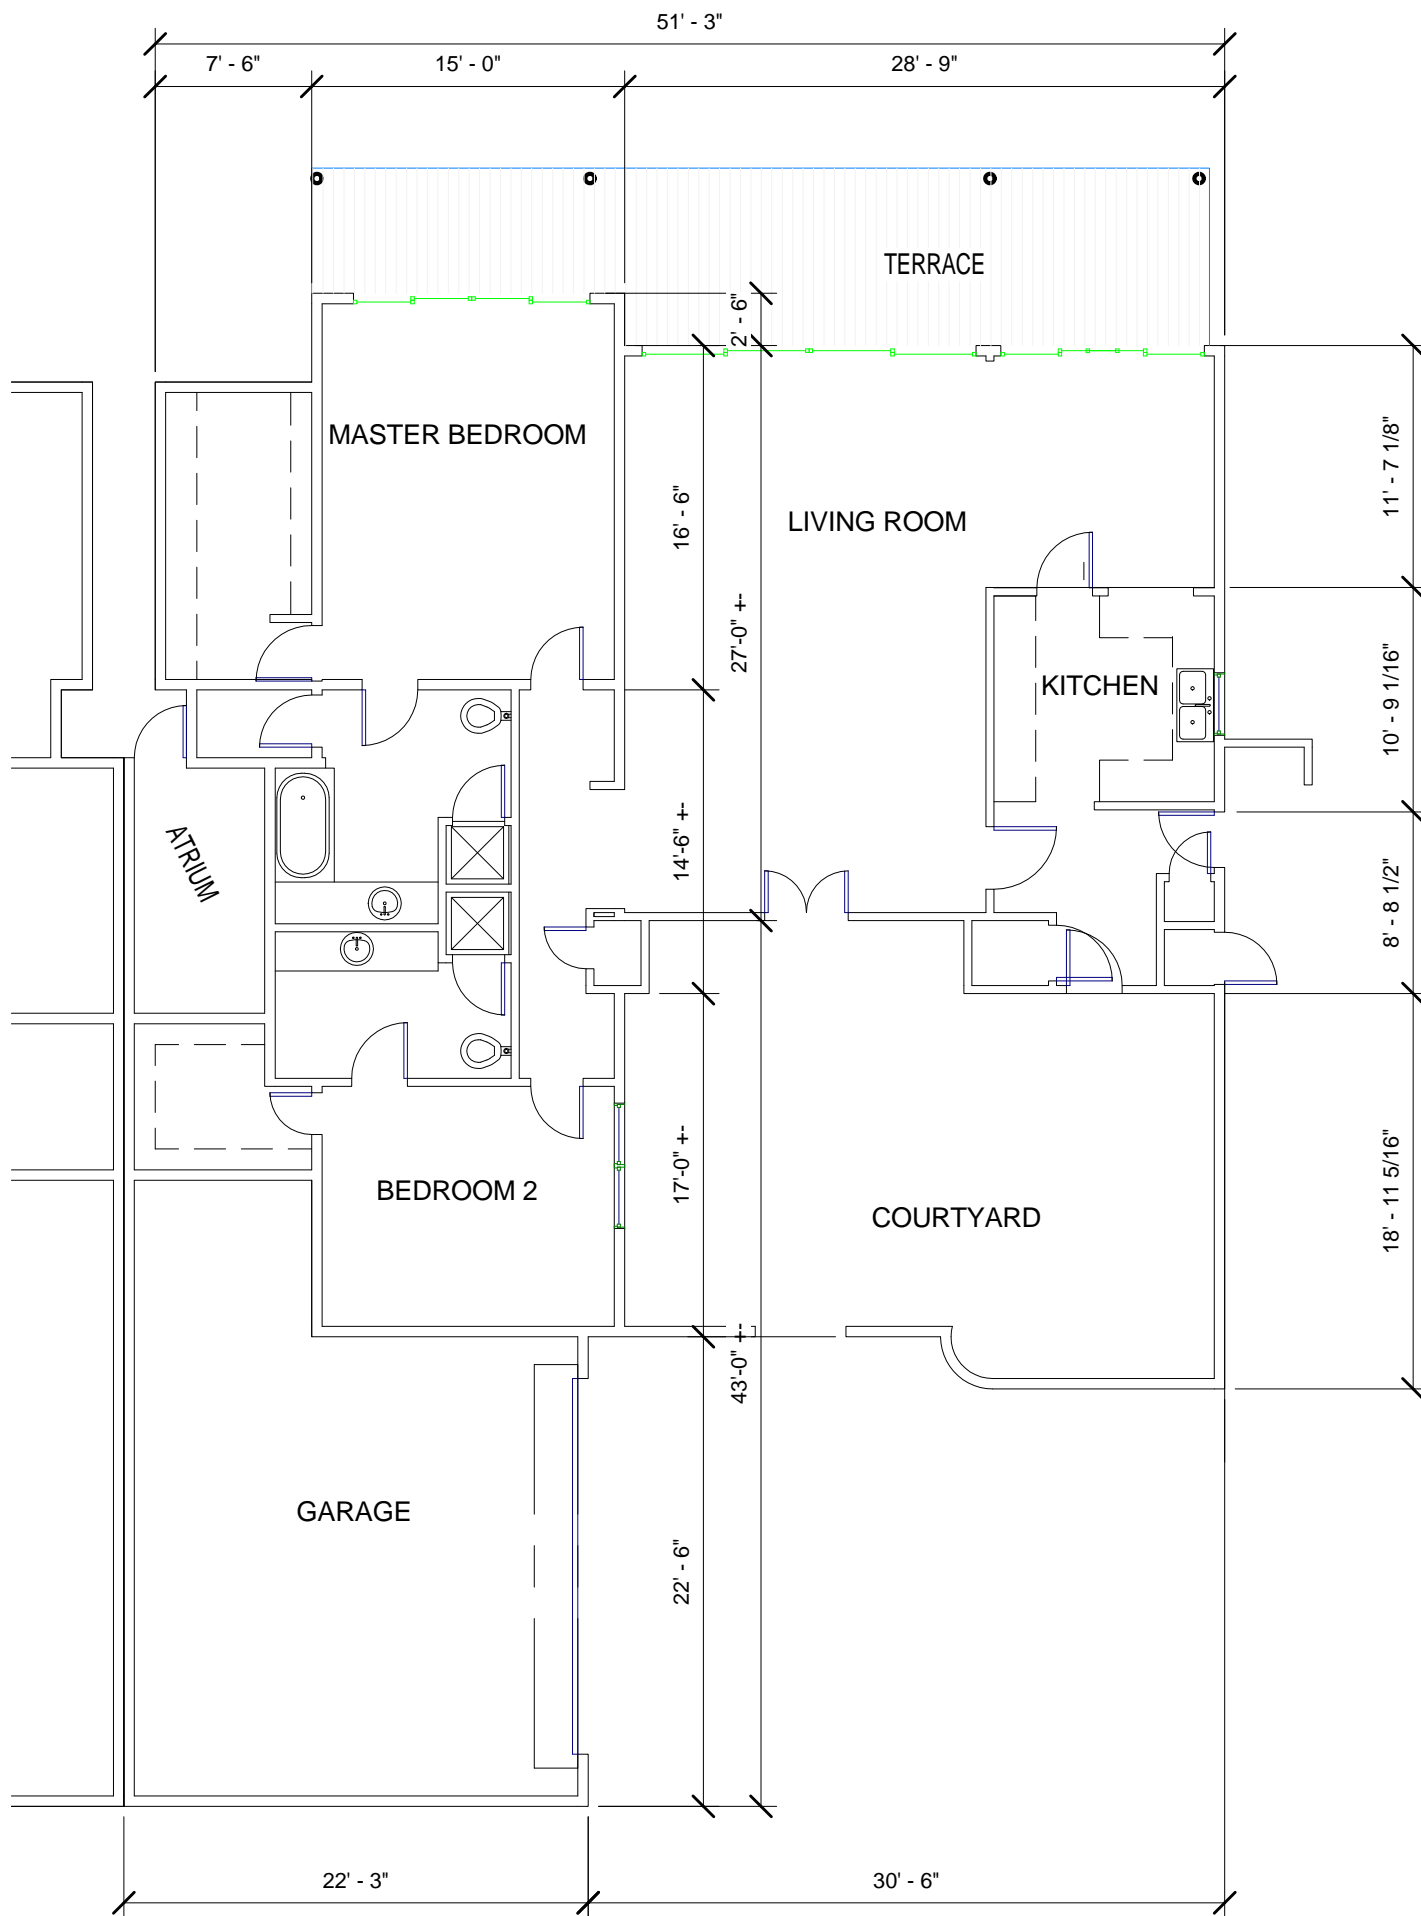 51' - 3"
7' - 6"
15' - 0"
28' - 9"
TERRACE
2' - 6"
MASTER BEDROOM
11' - 7 1/8"
16' - 6"
LIVING ROOM
27'-0" +-
KITCHEN
10' - 9 1/16"
ATRIUM
14'-6" +-
8' - 8 1/2"
17'-0" +-
BEDROOM 2
COURTYARD
18' - 11 5/16"
43'-0" +-
GARAGE
22' - 6"
22' - 3"
30' - 6"